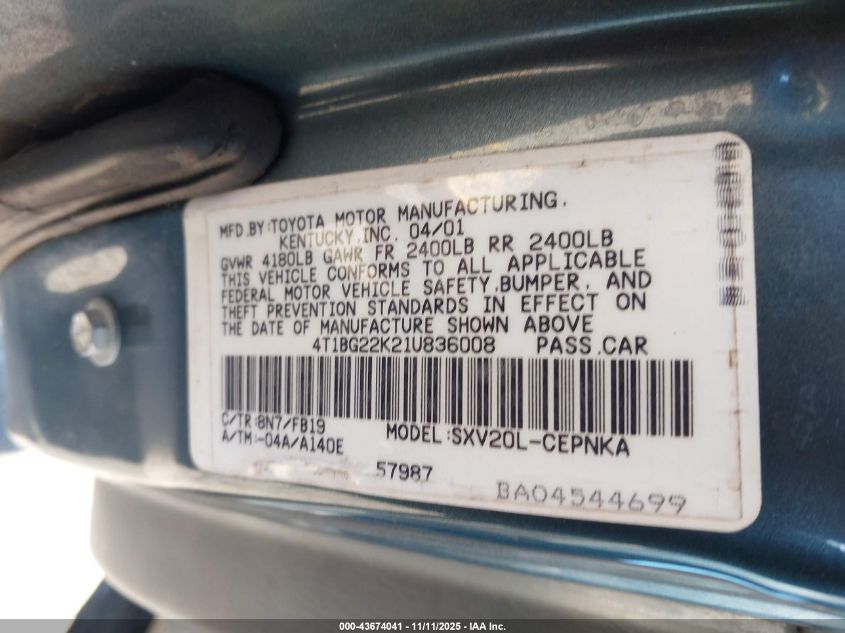 MFD.BY:TOYOTA MOTOR MANUFACTURING.
KENTUCKY,INC. 04/01
GVWR 4180LB GAWR FR 2400LB RR 2400LB
THIS VEHICLE CONFORMS TO ALL APPLICABLE
FEDERAL MOTOR VEHICLE SAFETY,BUMPER, AND
THEFT PREVENTION STANDARDS IN EFFECT ON
THE DATE OF MANUFACTURE SHOWN ABOVE
4T1BG22K21U836008 PASS.CAR
C/TR:8N7/FB19
A/TM:-04A/A140E
MODEL:SXV20L-CEPNKA
57987
BA04544699
000-43674041 - 11/11/2025 - IAA Inc.